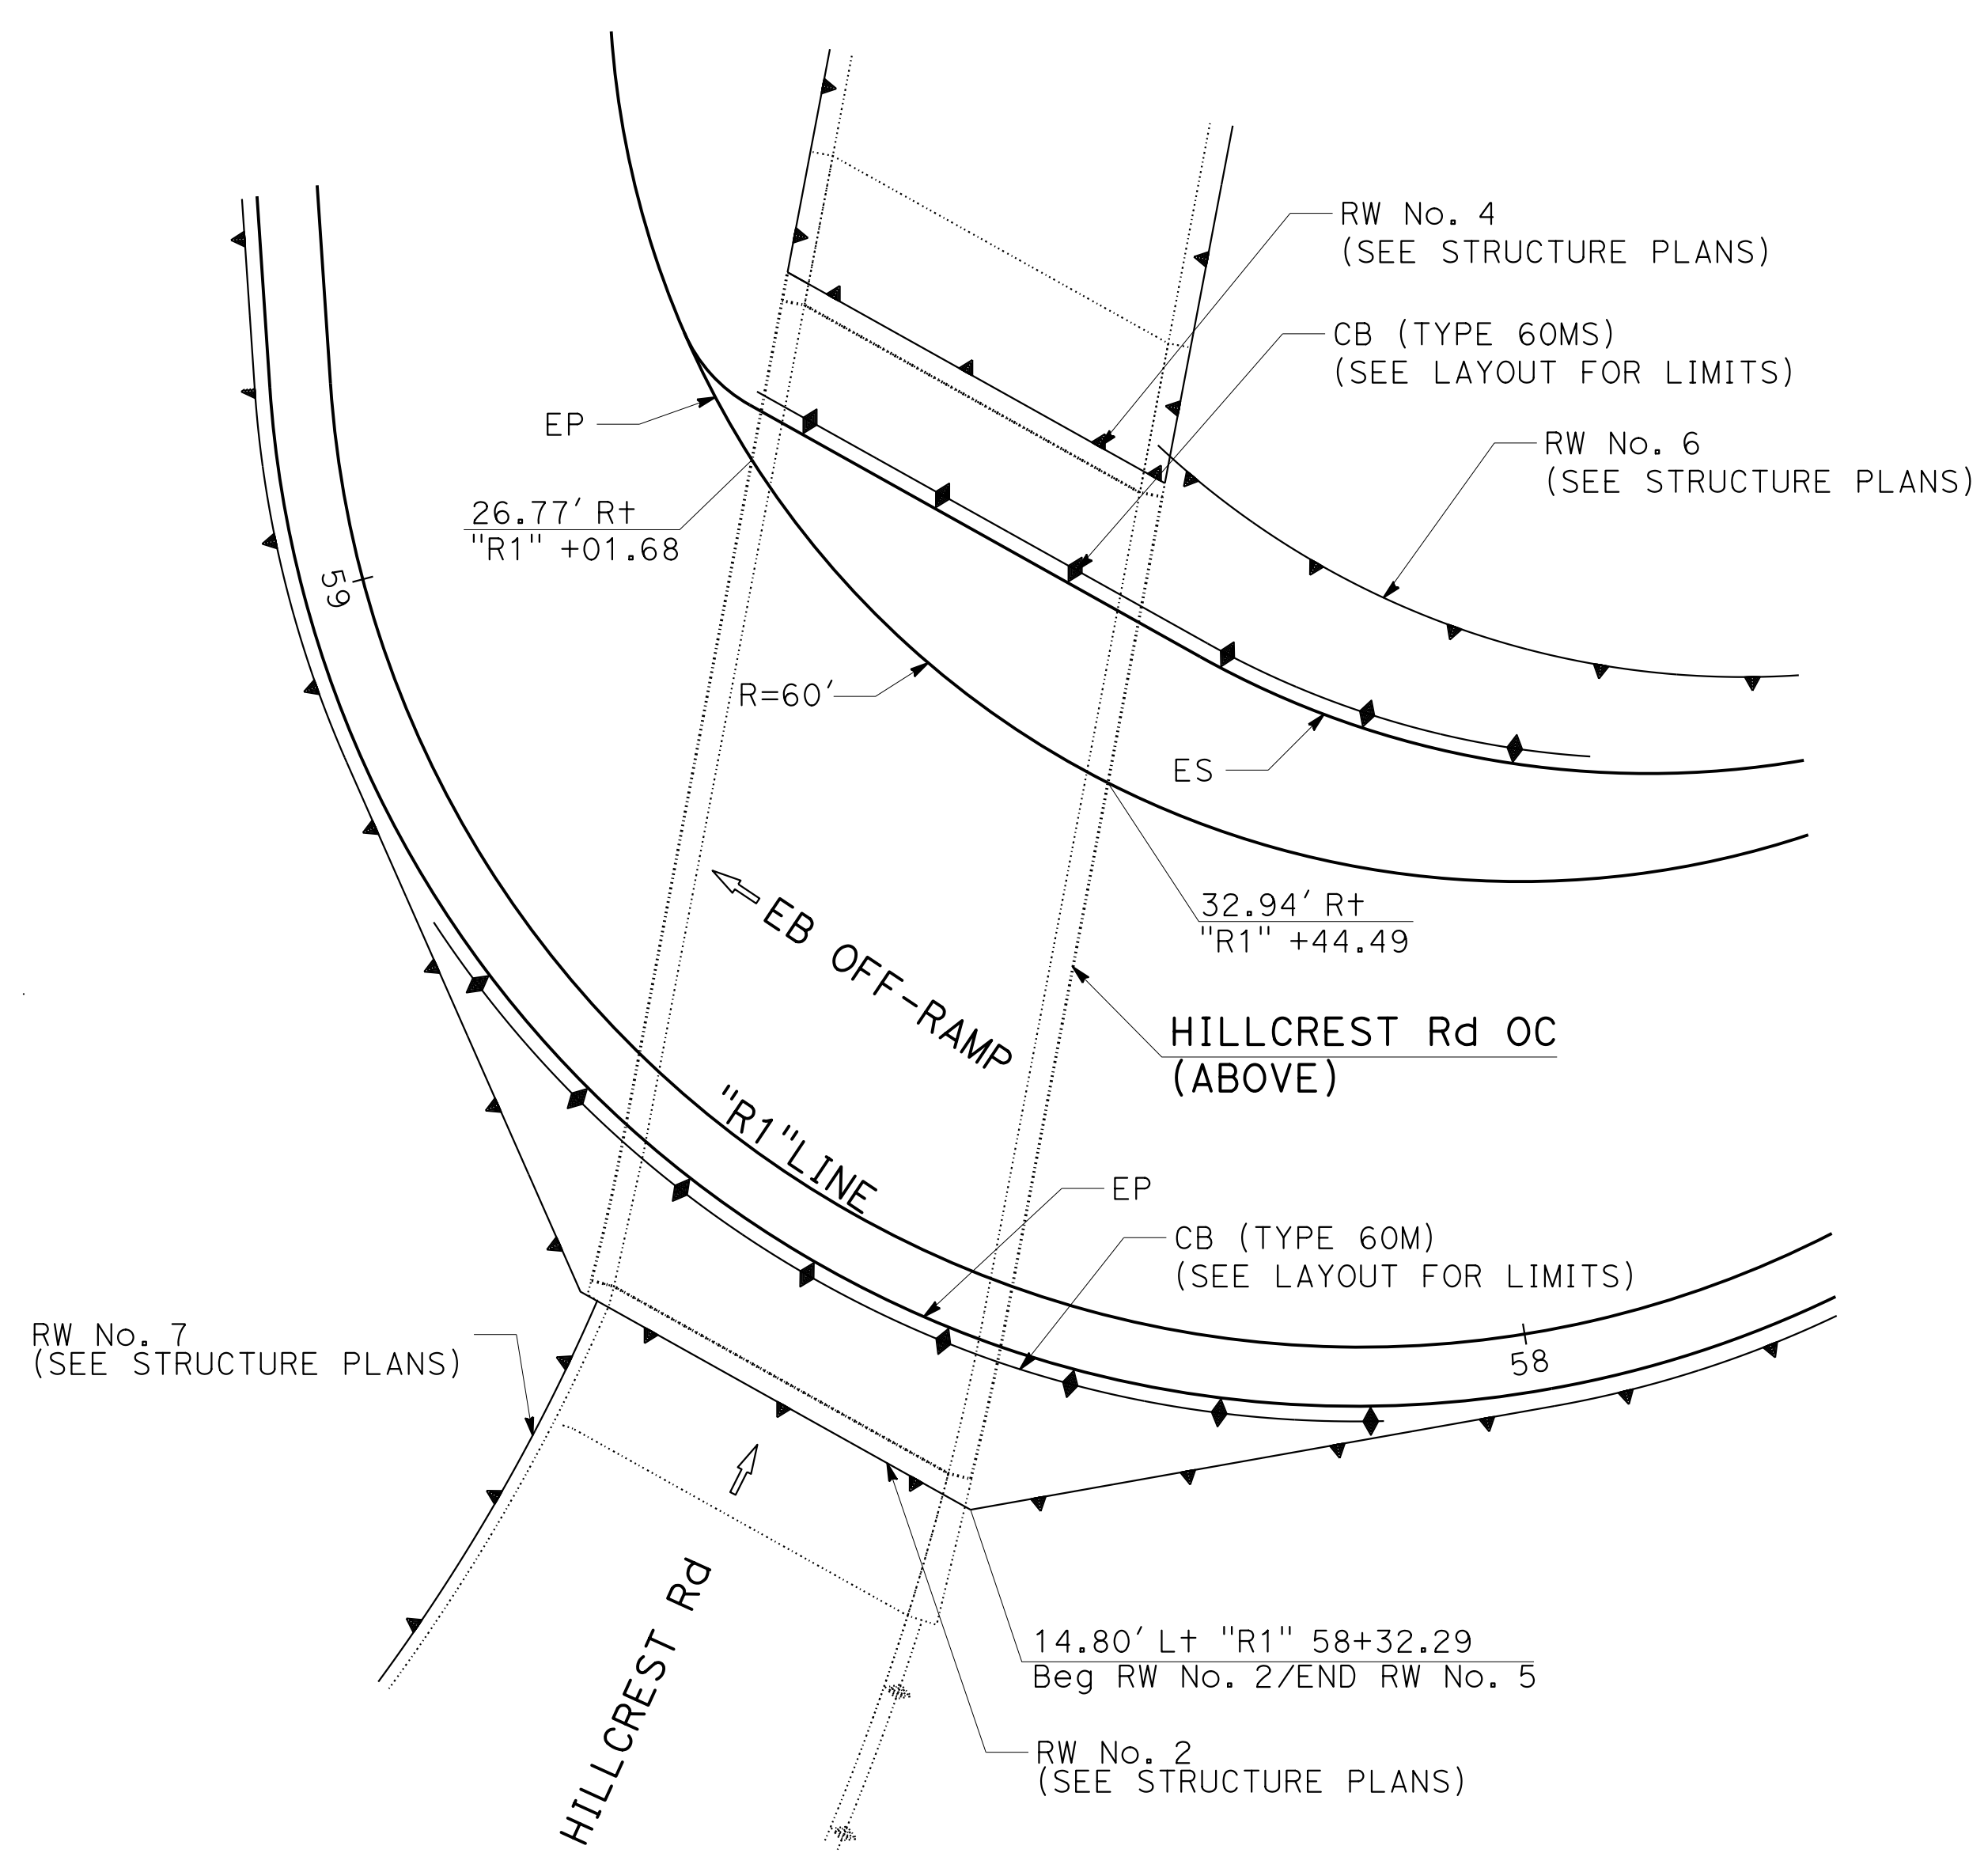 RW No. 4
(SEE STRUCTURE PLANS)
CB (TYPE 60MS)
(SEE LAYOUT FOR LIMITS)
EP
RW No. 6
(SEE STRUCTURE PLANS)
26.77' Rt
"R1" +01.68
59
R=60'
ES
32.94' Rt
"R1" +44.49
EB OFF-RAMP
HILLCREST Rd OC
(ABOVE)
"R1"LINE
EP
CB (TYPE 60M)
(SEE LAYOUT FOR LIMITS)
RW No. 7
(SEE STRUCTURE PLANS)
58
HILLCREST Rd
14.80' Lt "R1" 58+32.29
Beg RW No. 2/END RW No. 5
RW No. 2
(SEE STRUCTURE PLANS)